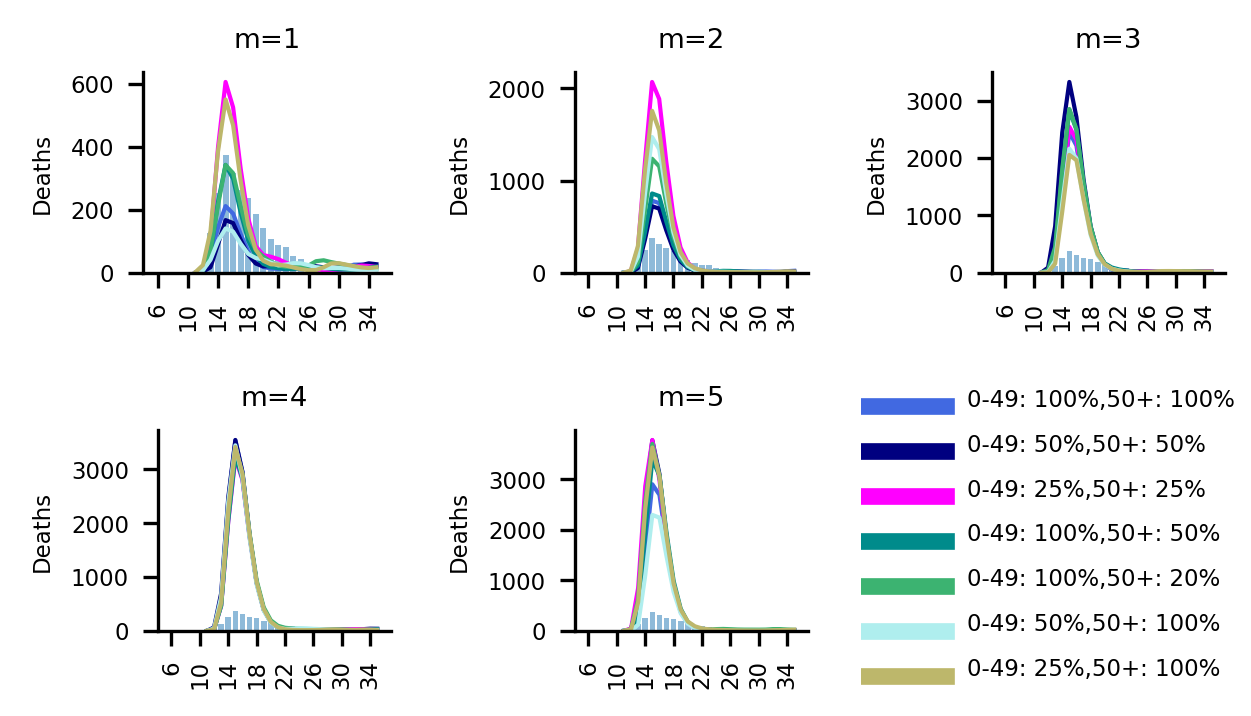 m=1
m=2
m=3
Deaths
600
400
200
0
6 10 14 18 22 26 30 34
Deaths
2000
1000
0
6 10 14 18 22 26 30 34
Deaths
3000
2000
1000
0
6 10 14 18 22 26 30 34
m=4
m=5
Deaths
3000
2000
1000
0
6 10 14 18 22 26 30 34
Deaths
3000
2000
1000
0
6 10 14 18 22 26 30 34
0-49: 100%,50+: 100%
0-49: 50%,50+: 50%
0-49: 25%,50+: 25%
0-49: 100%,50+: 50%
0-49: 100%,50+: 20%
0-49: 50%,50+: 100%
0-49: 25%,50+: 100%